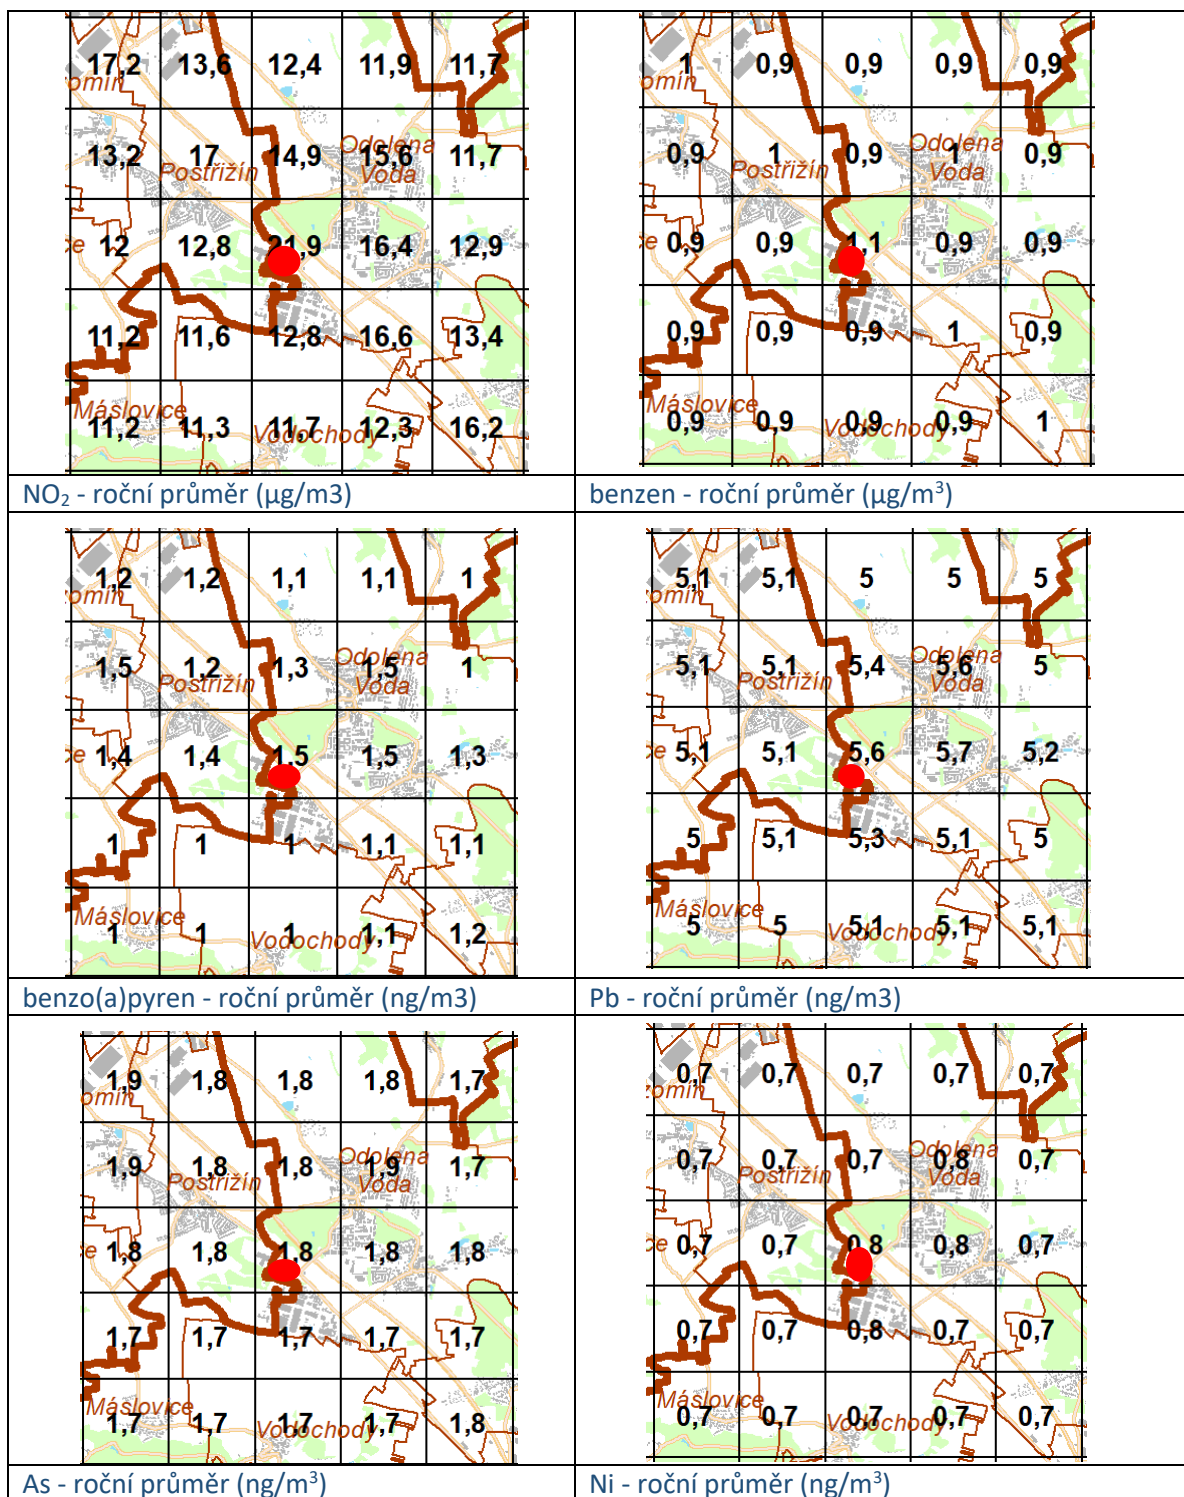 17,2 13,6 12,4 11,9 11,7
omín
13,2 17 14,9 15,6 11,7
Postřižín Odolena Voda
ce 12 12,8 21,9 16,4 12,9
11,2 11,6 12,8 16,6 13,4
Máslovice
11,2 11,3 11,7 12,3 16,2
Vodochody
NO₂ - roční průměr (µg/m3)
1 0,9 0,9 0,9 0,9
omín
0,9 1 0,9 1 0,9
Postřižín Odolena Voda
ce 0,9 0,9 1,1 0,9 0,9
0,9 0,9 0,9 1 0,9
Máslovice
0,9 0,9 0,9 0,9 1
Vodochody
benzen - roční průměr (µg/m³)
1,2 1,2 1,1 1,1 1
omín
1,5 1,2 1,3 1,5 1
Postřižín Odolena Voda
ce 1,4 1,4 1,5 1,5 1,3
1 1 1 1,1 1,1
Máslovice
1 1 1 1,1 1,2
Vodochody
benzo(a)pyren - roční průměr (ng/m3)
5,1 5,1 5 5 5
zomín
5,1 5,1 5,4 5,6 5
Postřižín Odolena Voda
ce 5,1 5,1 5,6 5,7 5,2
5 5,1 5,3 5,1 5
Máslovice
5 5 5,1 5,1 5,1
Vodochody
Pb - roční průměr (ng/m3)
1,9 1,8 1,8 1,8 1,7
omín
1,9 1,8 1,8 1,9 1,7
Postřižín Odolena Voda
ce 1,8 1,8 1,8 1,8 1,8
1,7 1,7 1,7 1,7 1,7
Máslovice
1,7 1,7 1,7 1,7 1,8
Vodochody
As - roční průměr (ng/m³)
0,7 0,7 0,7 0,7 0,7
zomín
0,7 0,7 0,7 0,8 0,7
Postřižín Odolena Voda
ce 0,7 0,7 0,8 0,8 0,7
0,7 0,7 0,8 0,7 0,7
Máslovice
0,7 0,7 0,7 0,7 0,7
Vodochody
Ni - roční průměr (ng/m³)